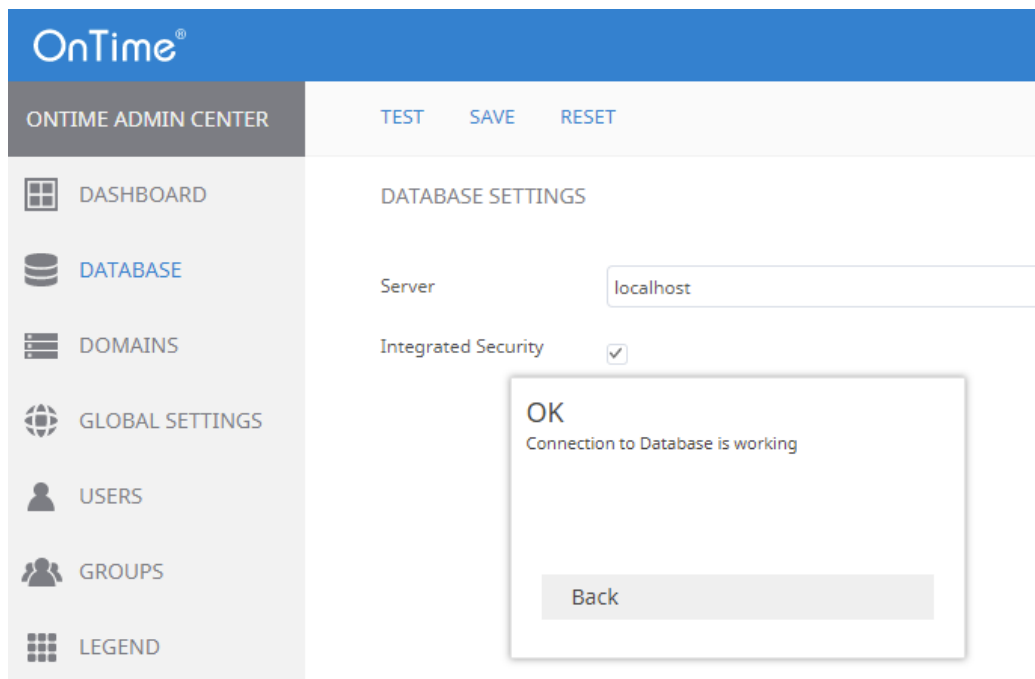 OnTime®
ONTIME ADMIN CENTER
TEST SAVE RESET
DASHBOARD
DATABASE
DOMAINS
GLOBAL SETTINGS
USERS
GROUPS
LEGEND
DATABASE SETTINGS
Server localhost
Integrated Security
OK
Connection to Database is working
Back